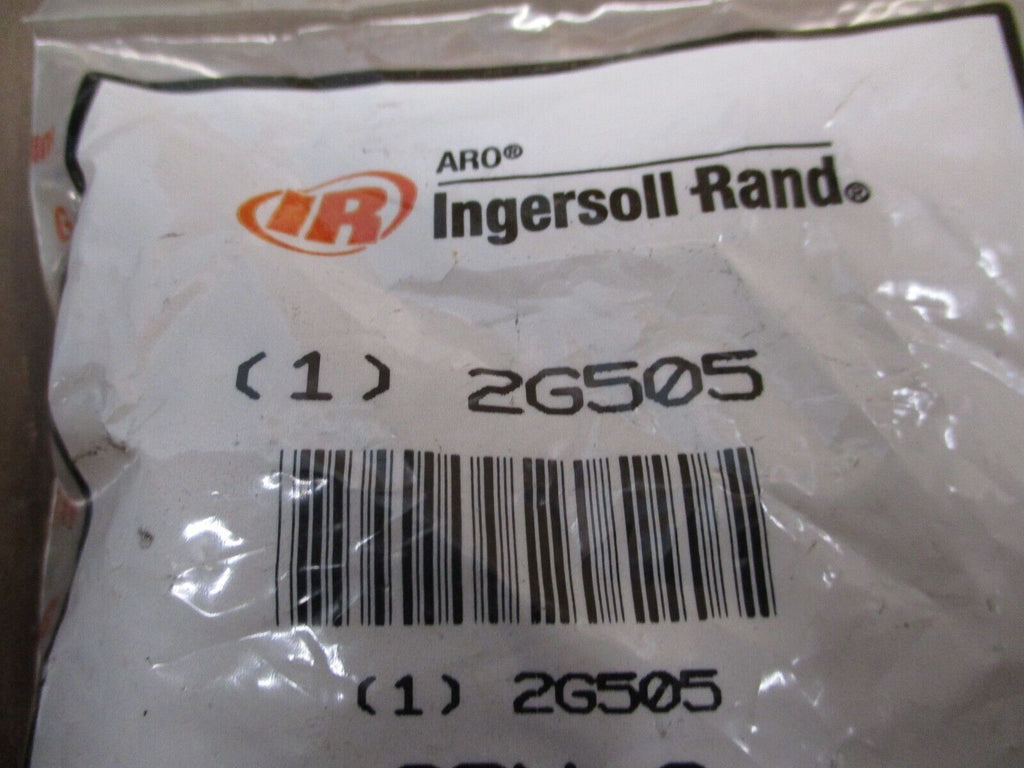 ARO®
IR Ingersoll Rand®
(1) 2G505
(1) 2G505